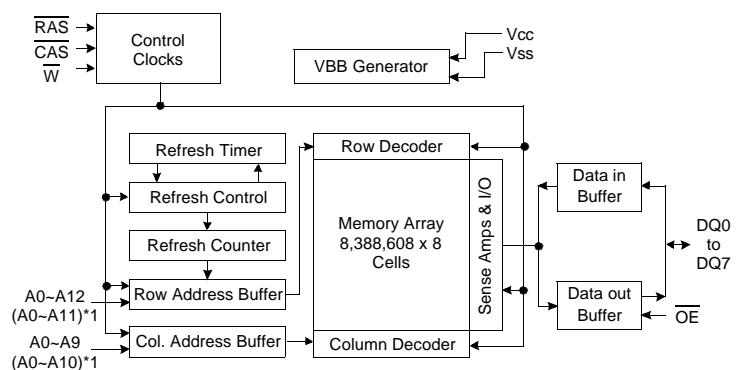 RAS
CAS
W
Control
Clocks
VBB Generator
Vcc
Vss
Refresh Timer
Refresh Control
Refresh Counter
Row Address Buffer
Col. Address Buffer
A0~A12
(A0~A11)*1
A0~A9
(A0~A10)*1
Row Decoder
Memory Array
8,388,608 x 8
Cells
Column Decoder
Sense Amps & I/O
Data in
Buffer
Data out
Buffer
OE
DQ0
to
DQ7